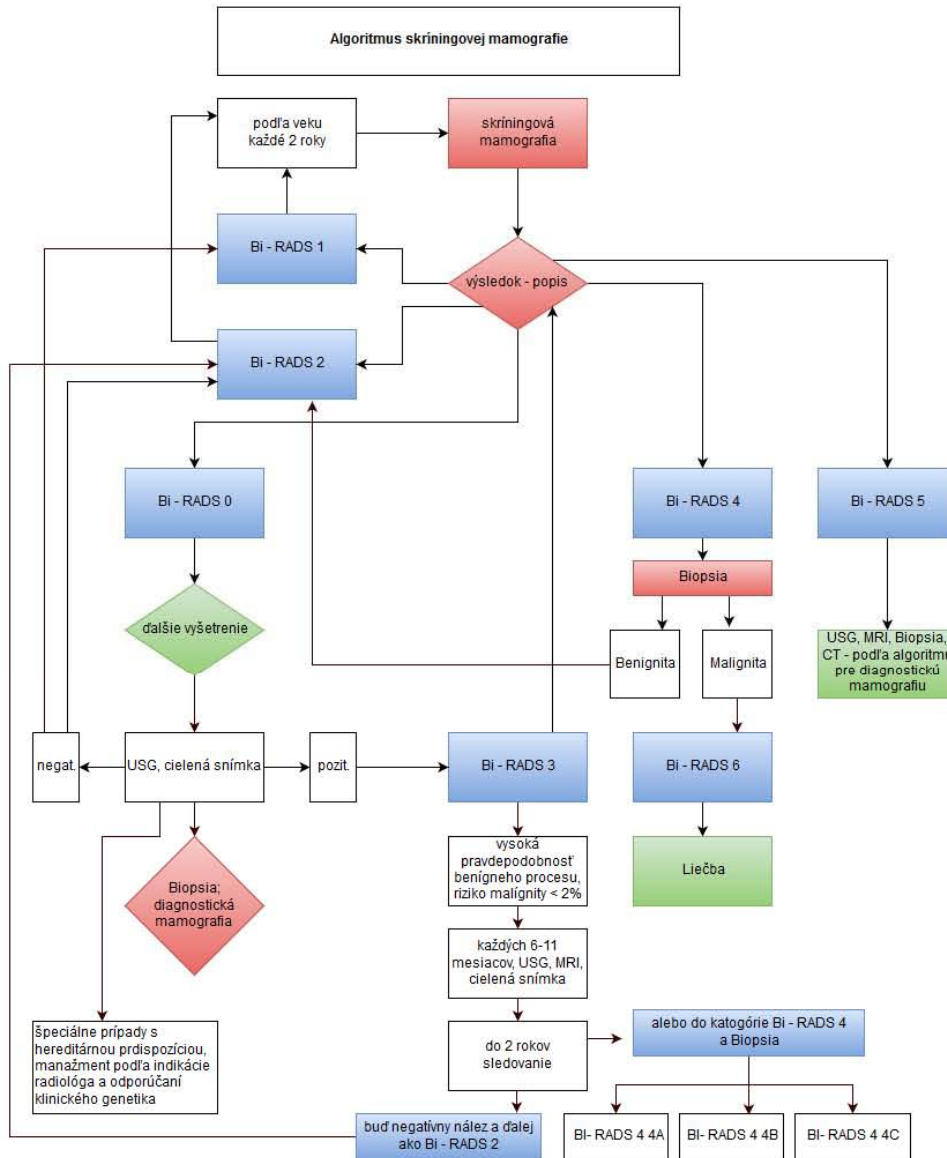 Algoritmus skríningovej mamografie
podľa veku
každé 2 roky
skríningová
mamografia
Bi - RADS 1
výsledok - popis
Bi - RADS 2
Bi - RADS 0
Bi - RADS 4
Bi - RADS 5
Biopsia
ďalšie vyšetrenie
Benignita
Malignita
USG, MRI, Biopsia,
CT - podľa algoritmu
pre diagnostickú
mamografiu
negat.
USG, cielená snímka
pozit.
Bi - RADS 3
Bi - RADS 6
vysoká
pravdepodobnosť
benígneho procesu,
riziko malígnity < 2%
Liečba
Biopsia;
diagnostická
mamografia
každých 6-11
mesiacov, USG, MRI,
cielená snímka
špeciálne prípady s
hereditárnou prdispozíciou,
manažment podľa indikácie
radiológa a odporúčaní
klinického genetika
do 2 rokov
sledovanie
alebo do katogórie Bi - RADS 4
a Biopsia
buď negatívny nález a ďalej
ako Bi - RADS 2
BI- RADS 4 4A
BI- RADS 4 4B
BI- RADS 4 4C